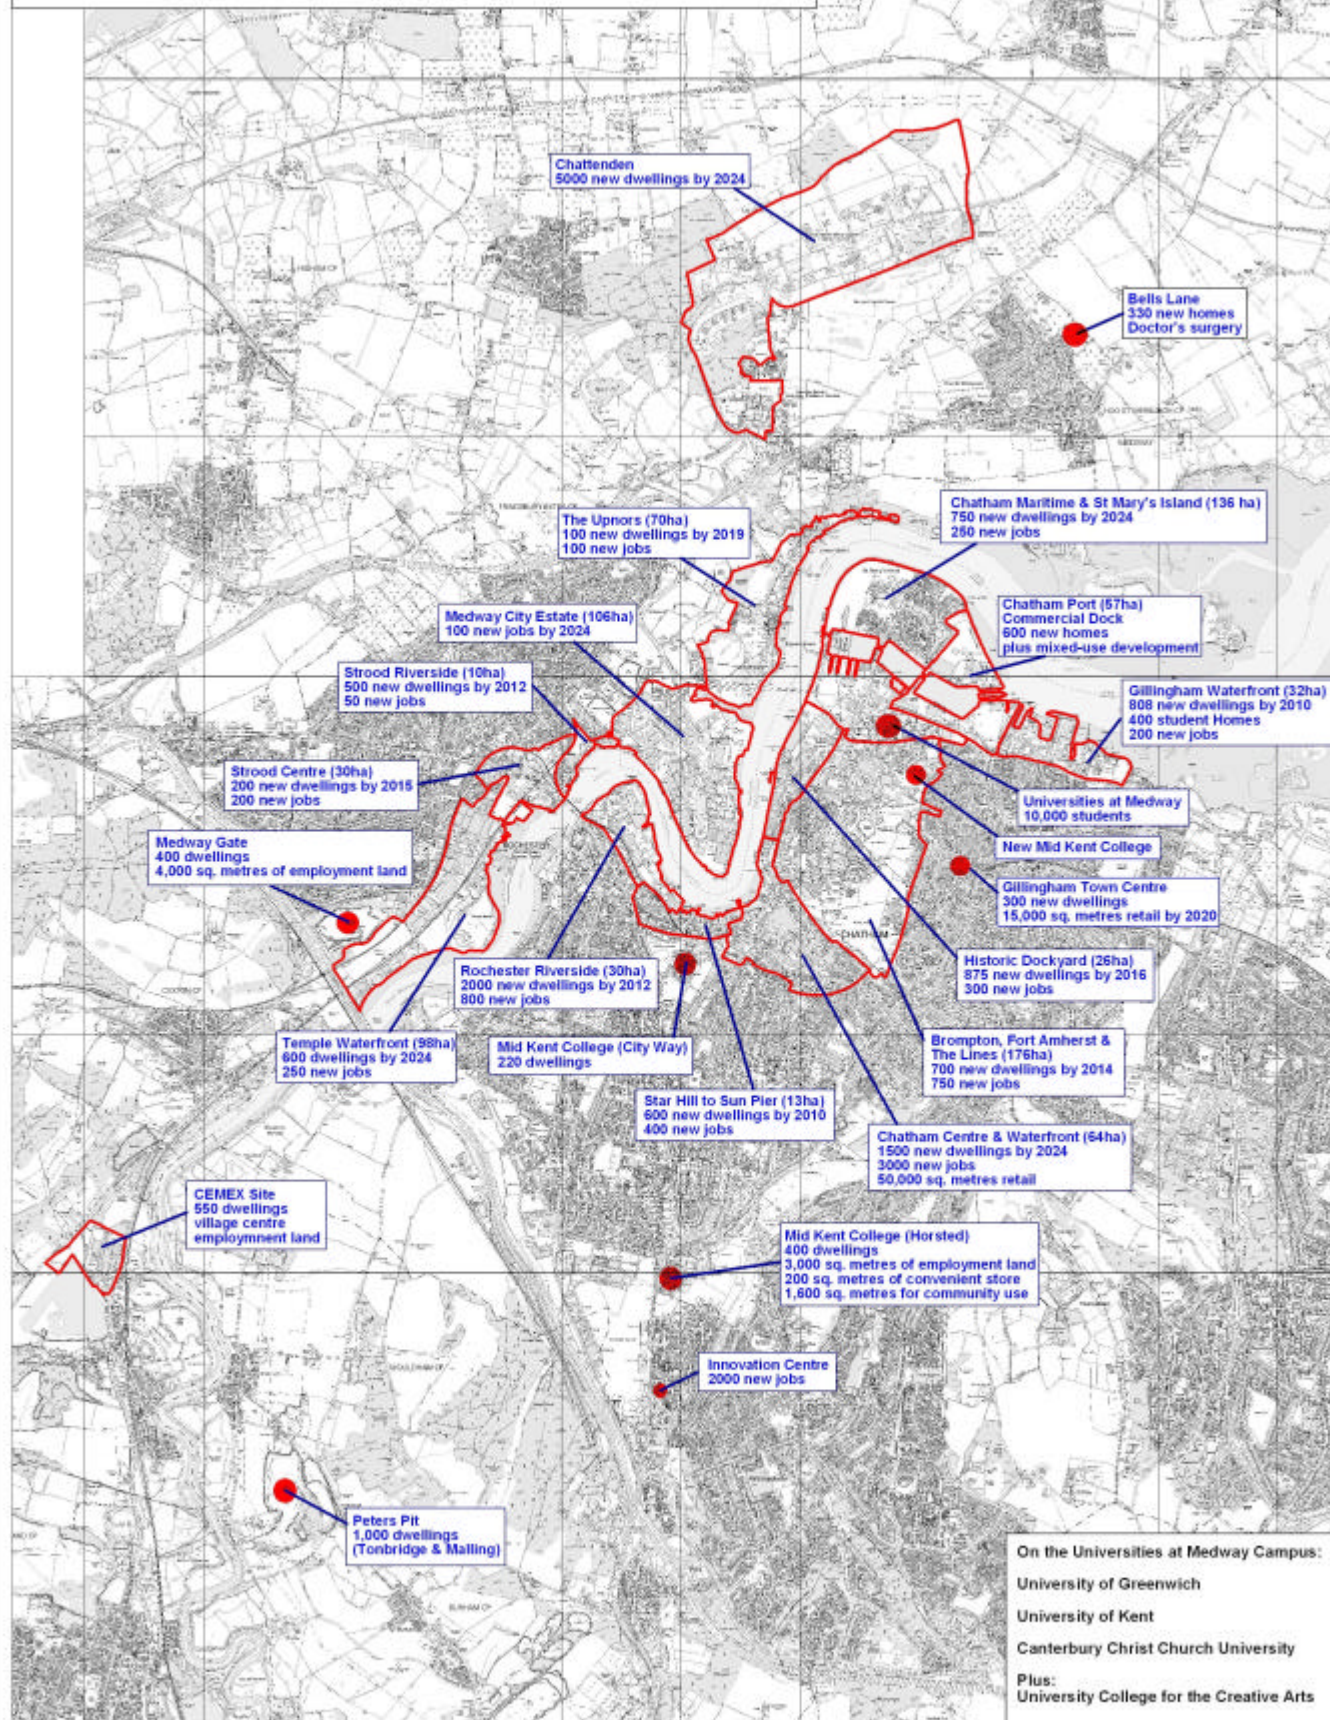 Chattenden
5000 new dwellings by 2024
Bells Lane
330 new homes
Doctor's surgery
The Upnors (70ha)
100 new dwellings by 2019
100 new jobs
Chatham Maritime & St Mary's Island (136 ha)
750 new dwellings by 2024
250 new jobs
Medway City Estate (106ha)
100 new jobs by 2024
Chatham Port (57ha)
Commercial Dock
600 new homes
plus mixed-use development
Strood Riverside (10ha)
500 new dwellings by 2012
50 new jobs
Gillingham Waterfront (32ha)
808 new dwellings by 2010
400 student Homes
200 new jobs
Strood Centre (30ha)
200 new dwellings by 2015
200 new jobs
Universities at Medway
10,000 students
Medway Gate
400 dwellings
4,000 sq. metres of employment land
New Mid Kent College
Gillingham Town Centre
300 new dwellings
15,000 sq. metres retail by 2020
CHATHAM
Rochester Riverside (30ha)
2000 new dwellings by 2012
800 new jobs
Historic Dockyard (26ha)
875 new dwellings by 2016
300 new jobs
Temple Waterfront (98ha)
600 dwellings by 2024
250 new jobs
Mid Kent College (City Way)
220 dwellings
Brompton, Fort Amherst &
The Lines (176ha)
700 new dwellings by 2014
750 new jobs
Star Hill to Sun Pier (13ha)
600 new dwellings by 2010
400 new jobs
Chatham Centre & Waterfront (64ha)
1500 new dwellings by 2024
3000 new jobs
50,000 sq. metres retail
CEMEX Site
550 dwellings
village centre
employmnent land
Mid Kent College (Horsted)
400 dwellings
3,000 sq. metres of employment land
200 sq. metres of convenient store
1,600 sq. metres for community use
Innovation Centre
2000 new jobs
Peters Pit
1,000 dwellings
(Tonbridge & Malling)
On the Universities at Medway Campus:
University of Greenwich
University of Kent
Canterbury Christ Church University
Plus:
University College for the Creative Arts